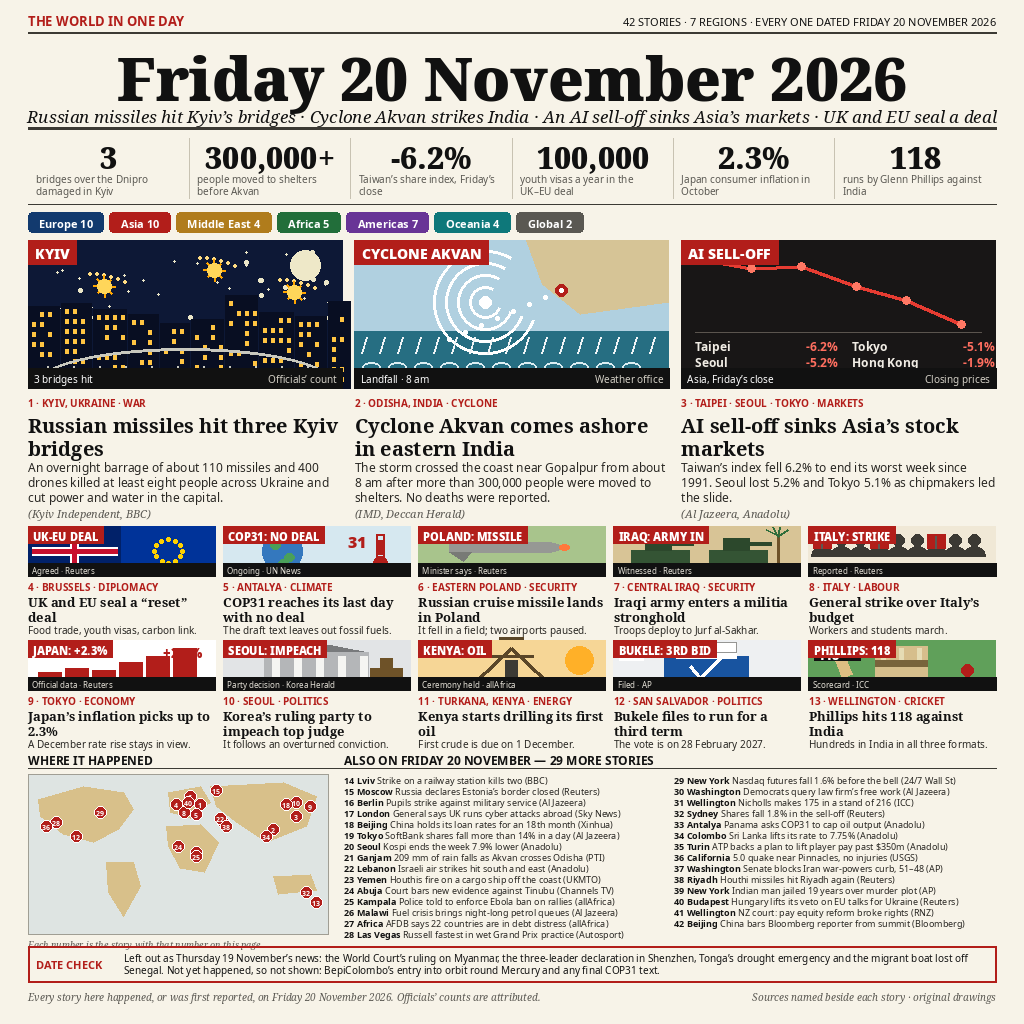 THE WORLD IN ONE DAY
42 STORIES · 7 REGIONS · EVERY ONE DATED FRIDAY 20 NOVEMBER 2026
Friday 20 November 2026
Russian missiles hit Kyiv’s bridges · Cyclone Akvan strikes India · An AI sell-off sinks Asia’s markets · UK and EU seal a deal
3
bridges over the Dnipro
damaged in Kyiv
300,000+
people moved to shelters
before Akvan
-6.2%
Taiwan’s share index, Friday’s
close
100,000
youth visas a year in the
UK–EU deal
2.3%
Japan consumer inflation in
October
118
runs by Glenn Phillips against
India
Europe 10
Asia 10
Middle East 4
Africa 5
Americas 7
Oceania 4
Global 2
KYIV
3 bridges hit
Officials’ count
CYCLONE AKVAN
Landfall · 8 am
Weather office
AI SELL-OFF
Taipei -6.2% Tokyo -5.1%
Seoul -5.2% Hong Kong -1.9%
Asia, Friday’s close
Closing prices
1 · KYIV, UKRAINE · WAR
Russian missiles hit three Kyiv
bridges
An overnight barrage of about 110 missiles and 400
drones killed at least eight people across Ukraine and
cut power and water in the capital.
(Kyiv Independent, BBC)
2 · ODISHA, INDIA · CYCLONE
Cyclone Akvan comes ashore
in eastern India
The storm crossed the coast near Gopalpur from about
8 am after more than 300,000 people were moved to
shelters. No deaths were reported.
(IMD, Deccan Herald)
3 · TAIPEI · SEOUL · TOKYO · MARKETS
AI sell-off sinks Asia’s stock
markets
Taiwan’s index fell 6.2% to end its worst week since
1991. Seoul lost 5.2% and Tokyo 5.1% as chipmakers led
the slide.
(Al Jazeera, Anadolu)
UK-EU DEAL
Agreed · Reuters
4 · BRUSSELS · DIPLOMACY
UK and EU seal a “reset”
deal
Food trade, youth visas, carbon link.
COP31: NO DEAL
31
Ongoing · UN News
5 · ANTALYA · CLIMATE
COP31 reaches its last day
with no deal
The draft text leaves out fossil fuels.
POLAND: MISSILE
Minister says · Reuters
6 · EASTERN POLAND · SECURITY
Russian cruise missile lands
in Poland
It fell in a field; two airports paused.
IRAQ: ARMY IN
Witnessed · Reuters
7 · CENTRAL IRAQ · SECURITY
Iraqi army enters a militia
stronghold
Troops deploy to Jurf al-Sakhar.
ITALY: STRIKE
Reported · Reuters
8 · ITALY · LABOUR
General strike over Italy’s
budget
Workers and students march.
JAPAN: +2.3%
Official data · Reuters
9 · TOKYO · ECONOMY
Japan’s inflation picks up to
2.3%
A December rate rise stays in view.
SEOUL: IMPEACH
Party decision · Korea Herald
10 · SEOUL · POLITICS
Korea’s ruling party to
impeach top judge
It follows an overturned conviction.
KENYA: OIL
Ceremony held · allAfrica
11 · TURKANA, KENYA · ENERGY
Kenya starts drilling its first
oil
First crude is due on 1 December.
BUKELE: 3RD BID
Filed · AP
12 · SAN SALVADOR · POLITICS
Bukele files to run for a
third term
The vote is on 28 February 2027.
PHILLIPS: 118
Scorecard · ICC
13 · WELLINGTON · CRICKET
Phillips hits 118 against
India
Hundreds in India in all three formats.
WHERE IT HAPPENED
Each number is the story with that number on this page.
ALSO ON FRIDAY 20 NOVEMBER — 29 MORE STORIES
14 Lviv Strike on a railway station kills two (BBC)
15 Moscow Russia declares Estonia’s border closed (Reuters)
16 Berlin Pupils strike against military service (Al Jazeera)
17 London General says UK runs cyber attacks abroad (Sky News)
18 Beijing China holds its loan rates for an 18th month (Xinhua)
19 Tokyo SoftBank shares fall more than 14% in a day (Al Jazeera)
20 Seoul Kospi ends the week 7.9% lower (Anadolu)
21 Ganjam 209 mm of rain falls as Akvan crosses Odisha (PTI)
22 Lebanon Israeli air strikes hit south and east (Anadolu)
23 Yemen Houthis fire on a cargo ship off the coast (UKMTO)
24 Abuja Court bars new evidence against Tinubu (Channels TV)
25 Kampala Police told to enforce Ebola ban on rallies (allAfrica)
26 Malawi Fuel crisis brings night-long petrol queues (Al Jazeera)
27 Africa AFDB says 22 countries are in debt distress (allAfrica)
28 Las Vegas Russell fastest in wet Grand Prix practice (Autosport)
29 New York Nasdaq futures fall 1.6% before the bell (24/7 Wall St)
30 Washington Democrats query law firm’s free work (Al Jazeera)
31 Wellington Nicholls makes 175 in a stand of 216 (ICC)
32 Sydney Shares fall 1.8% in the sell-off (Reuters)
33 Antalya Panama asks COP31 to cap oil output (Anadolu)
34 Colombo Sri Lanka lifts its rate to 7.75% (Anadolu)
35 Turin ATP backs a plan to lift player pay past $350m (Anadolu)
36 California 5.0 quake near Pinnacles, no injuries (USGS)
37 Washington Senate blocks Iran war-powers curb, 51–48 (AP)
38 Riyadh Houthi missiles hit Riyadh again (Reuters)
39 New York Indian man jailed 19 years over murder plot (AP)
40 Budapest Hungary lifts its veto on EU talks for Ukraine (Reuters)
41 Wellington NZ court: pay equity reform broke rights (RNZ)
42 Beijing China bars Bloomberg reporter from summit (Bloomberg)
DATE CHECK
Left out as Thursday 19 November’s news: the World Court’s ruling on Myanmar, the three-leader declaration in Shenzhen, Tonga’s drought emergency and the migrant boat lost off
Senegal. Not yet happened, so not shown: BepiColombo’s entry into orbit round Mercury and any final COP31 text.
Every story here happened, or was first reported, on Friday 20 November 2026. Officials’ counts are attributed.
Sources named beside each story · original drawings